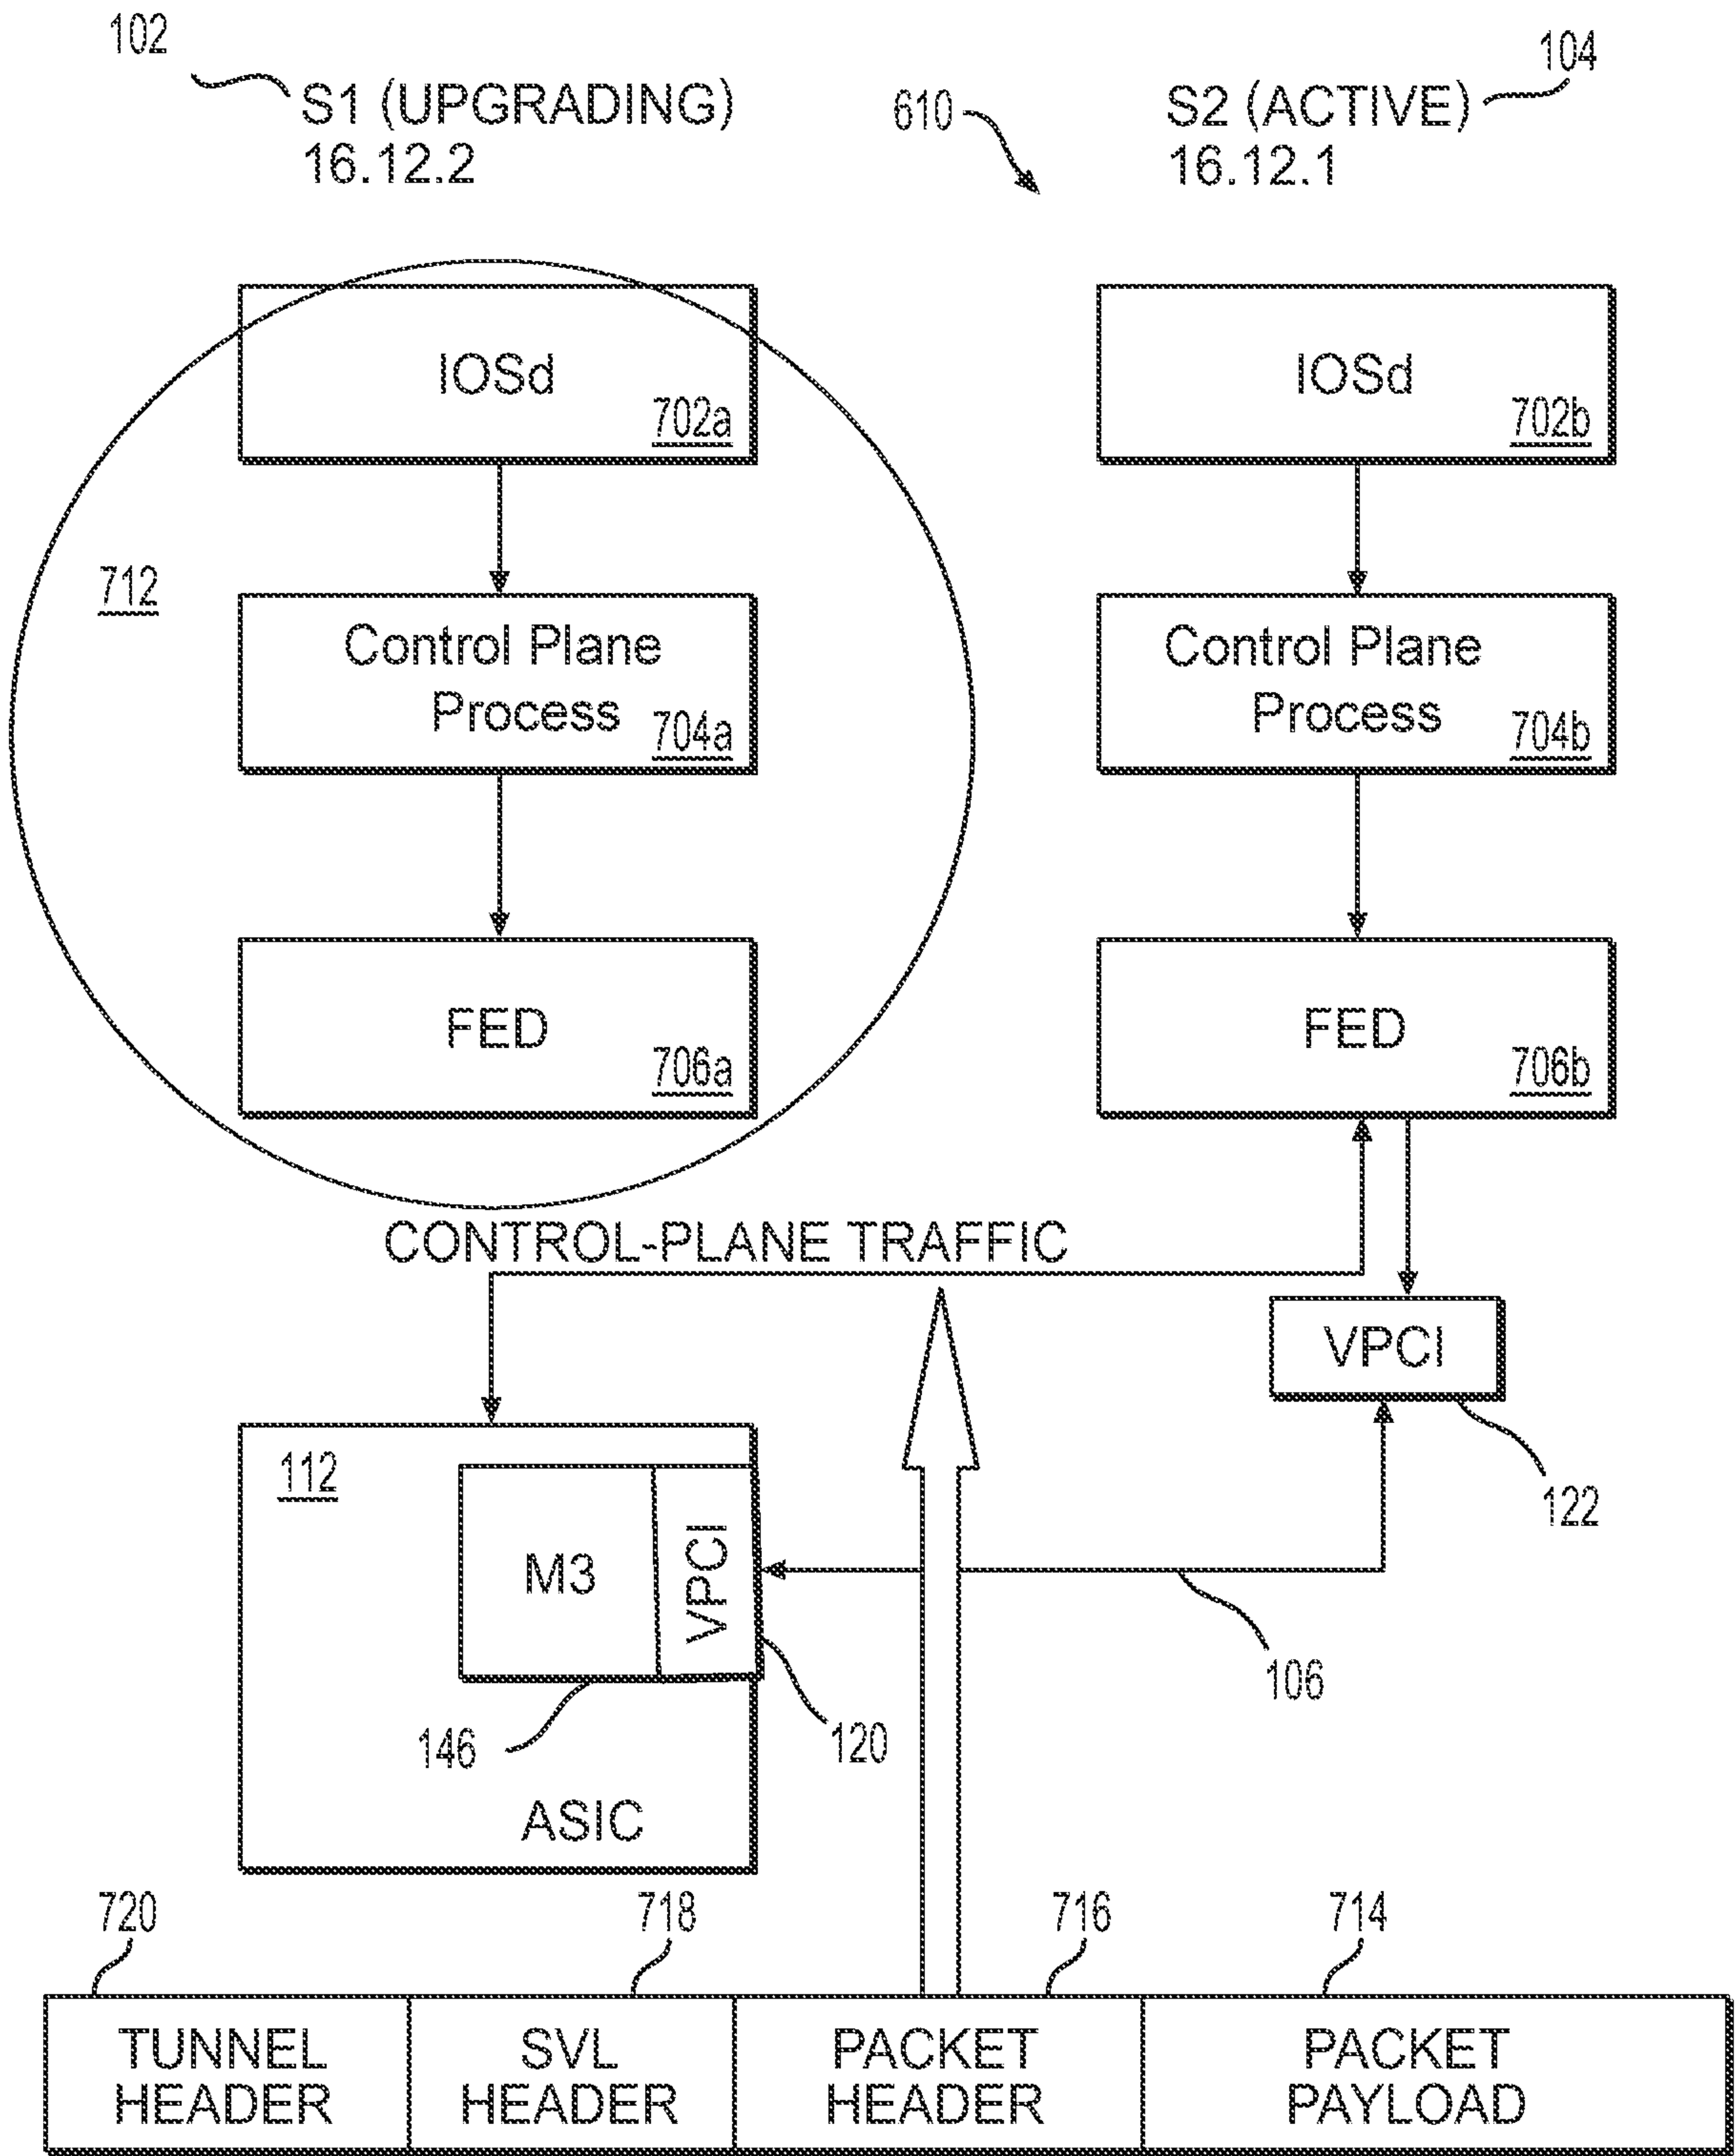 102
S1 (UPGRADING)
16.12.2
610
104
S2 (ACTIVE)
16.12.1
IOSd
702a
IOSd
702b
712
Control Plane
Process
704a
Control Plane
Process
704b
FED
706a
FED
706b
CONTROL-PLANE TRAFFIC
VPCI
122
112
M3
VPCI
106
146
120
ASIC
720
718
716
714
TUNNEL
HEADER
SVL
HEADER
PACKET
HEADER
PACKET
PAYLOAD